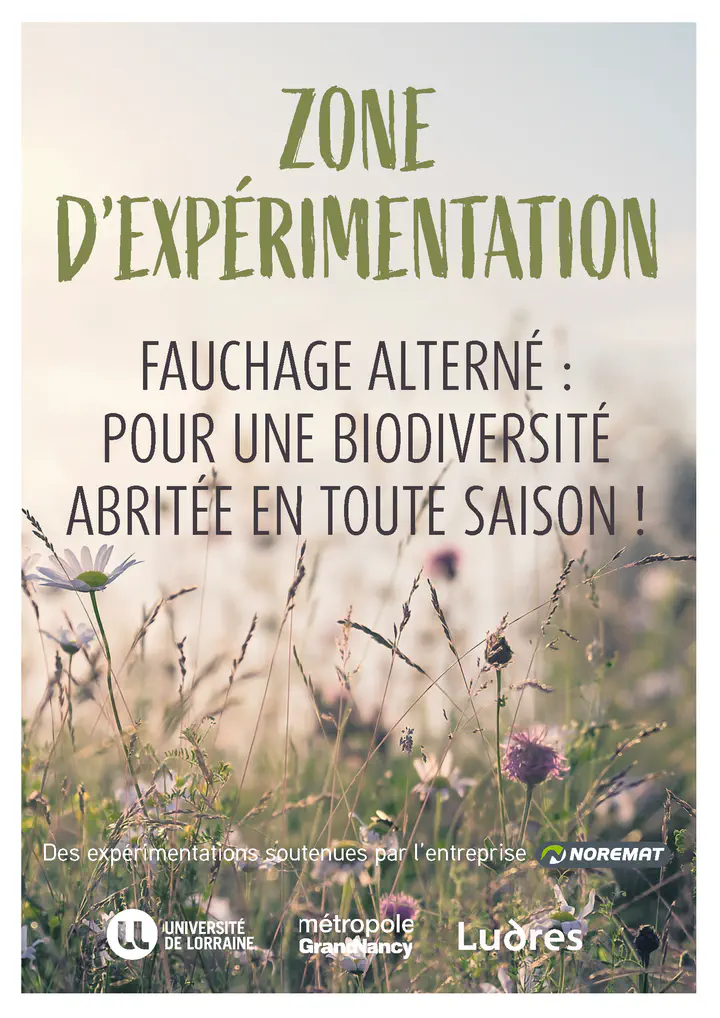 ZONE
D'EXPÉRIMENTATION
FAUCHAGE ALTERNÉ :
POUR UNE BIODIVERSITÉ
ABRITÉE EN TOUTE SAISON !
Des expérimentations soutenues par l'entreprise NOREMAT
UNIVERSITÉ
DE LORRAINE
métropole
GrandNancy
Ludres